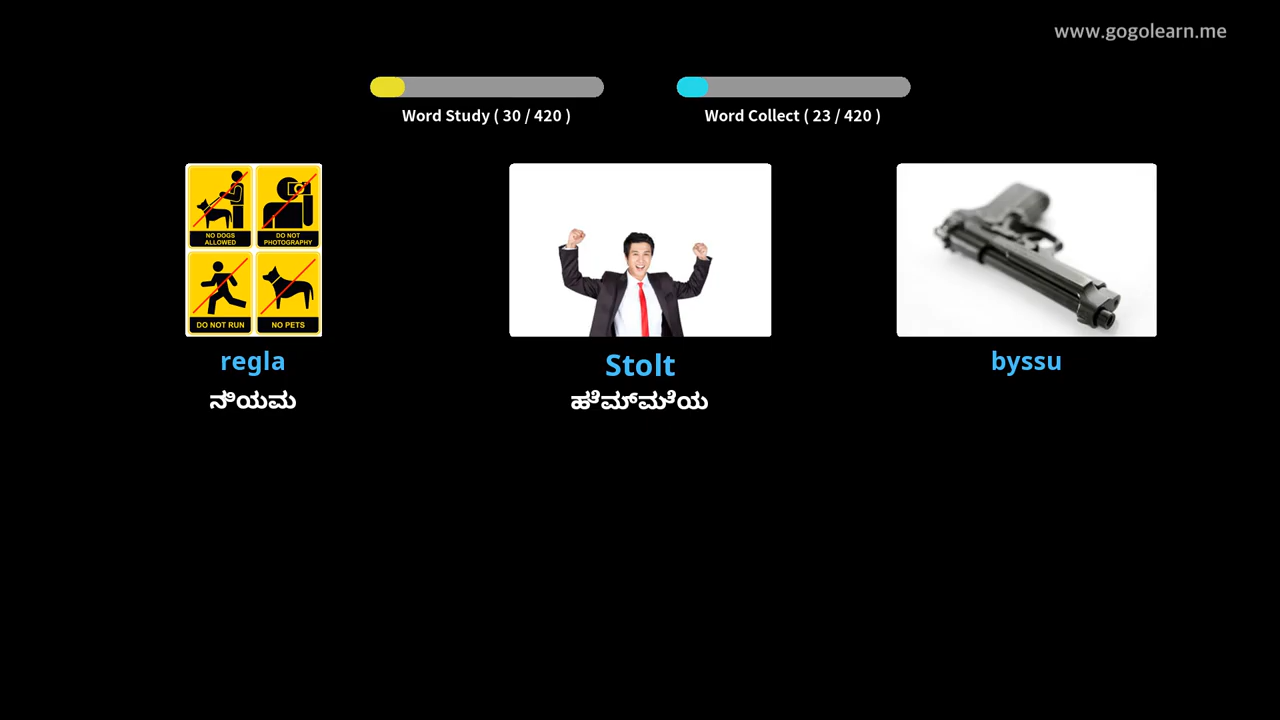 www.gogolearn.me
Word Study ( 30 / 420 )
Word Collect ( 23 / 420 )
NO DOGS
ALLOWED
DO NOT
PHOTOGRAPHY
DO NOT RUN
NO PETS
regla
Stolt
byssu
ನಿಯಮ
ಹೆಮ್ಮೆಯ